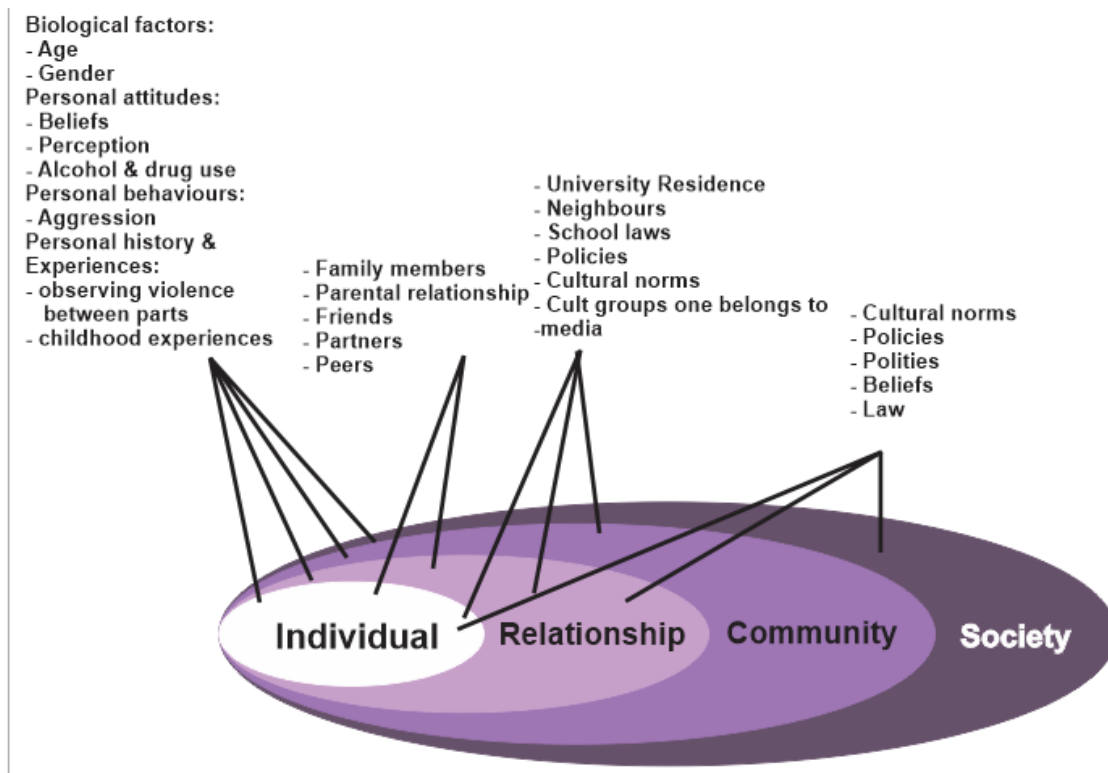 Biological factors:
- Age
- Gender
Personal attitudes:
- Beliefs
- Perception
- Alcohol & drug use
Personal behaviours:
- Aggression
Personal history &
Experiences:
- observing violence
between parts
- childhood experiences
- Family members
- Parental relationship
- Friends
- Partners
- Peers
- University Residence
- Neighbours
- School laws
- Policies
- Cultural norms
- Cult groups one belongs to
-media
- Cultural norms
- Policies
- Polities
- Beliefs
- Law
Individual
Relationship
Community
Society